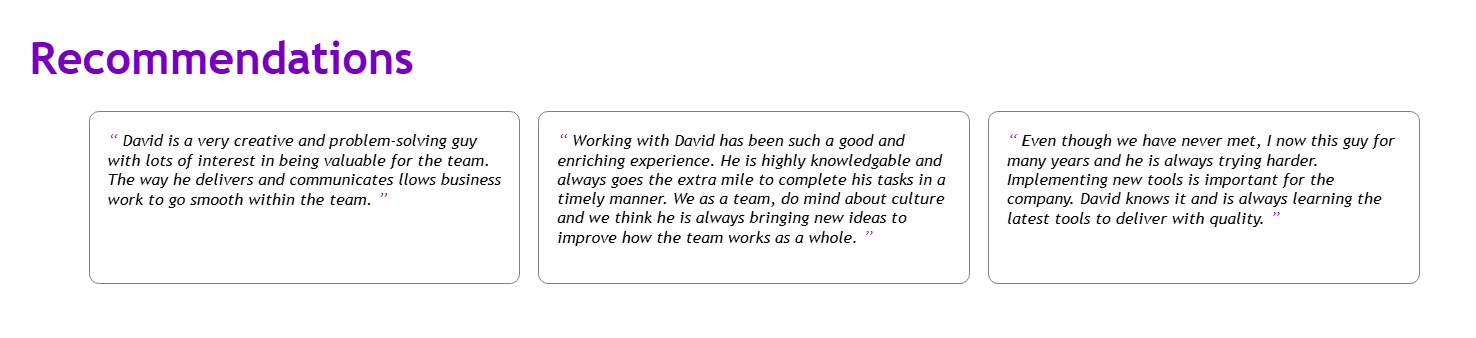 Recommendations
“ David is a very creative and problem-solving guy
with lots of interest in being valuable for the team.
The way he delivers and communicates llows business
work to go smooth within the team. ”
“ Working with David has been such a good and
enriching experience. He is highly knowledgable and
always goes the extra mile to complete his tasks in a
timely manner. We as a team, do mind about culture
and we think he is always bringing new ideas to
improve how the team works as a whole. ”
“ Even though we have never met, I now this guy for
many years and he is always trying harder.
Implementing new tools is important for the
company. David knows it and is always learning the
latest tools to deliver with quality. ”